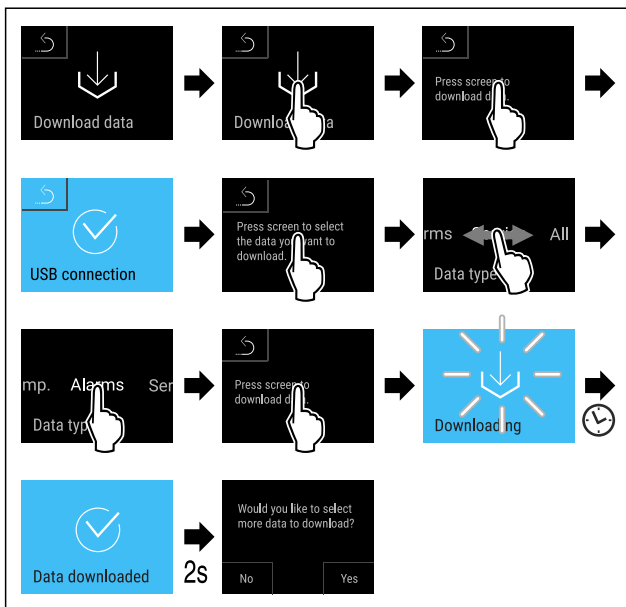 Download data
Downlo a
Press screen to
download d .
USB connection
Press screen to select
the data yo want to
download.
rms All
Data type
mp. Alarms Ser
Data typ
Press screen to
download d .
Downloading
Data downloaded
2s
Would you like to select
more data to download?
No Yes